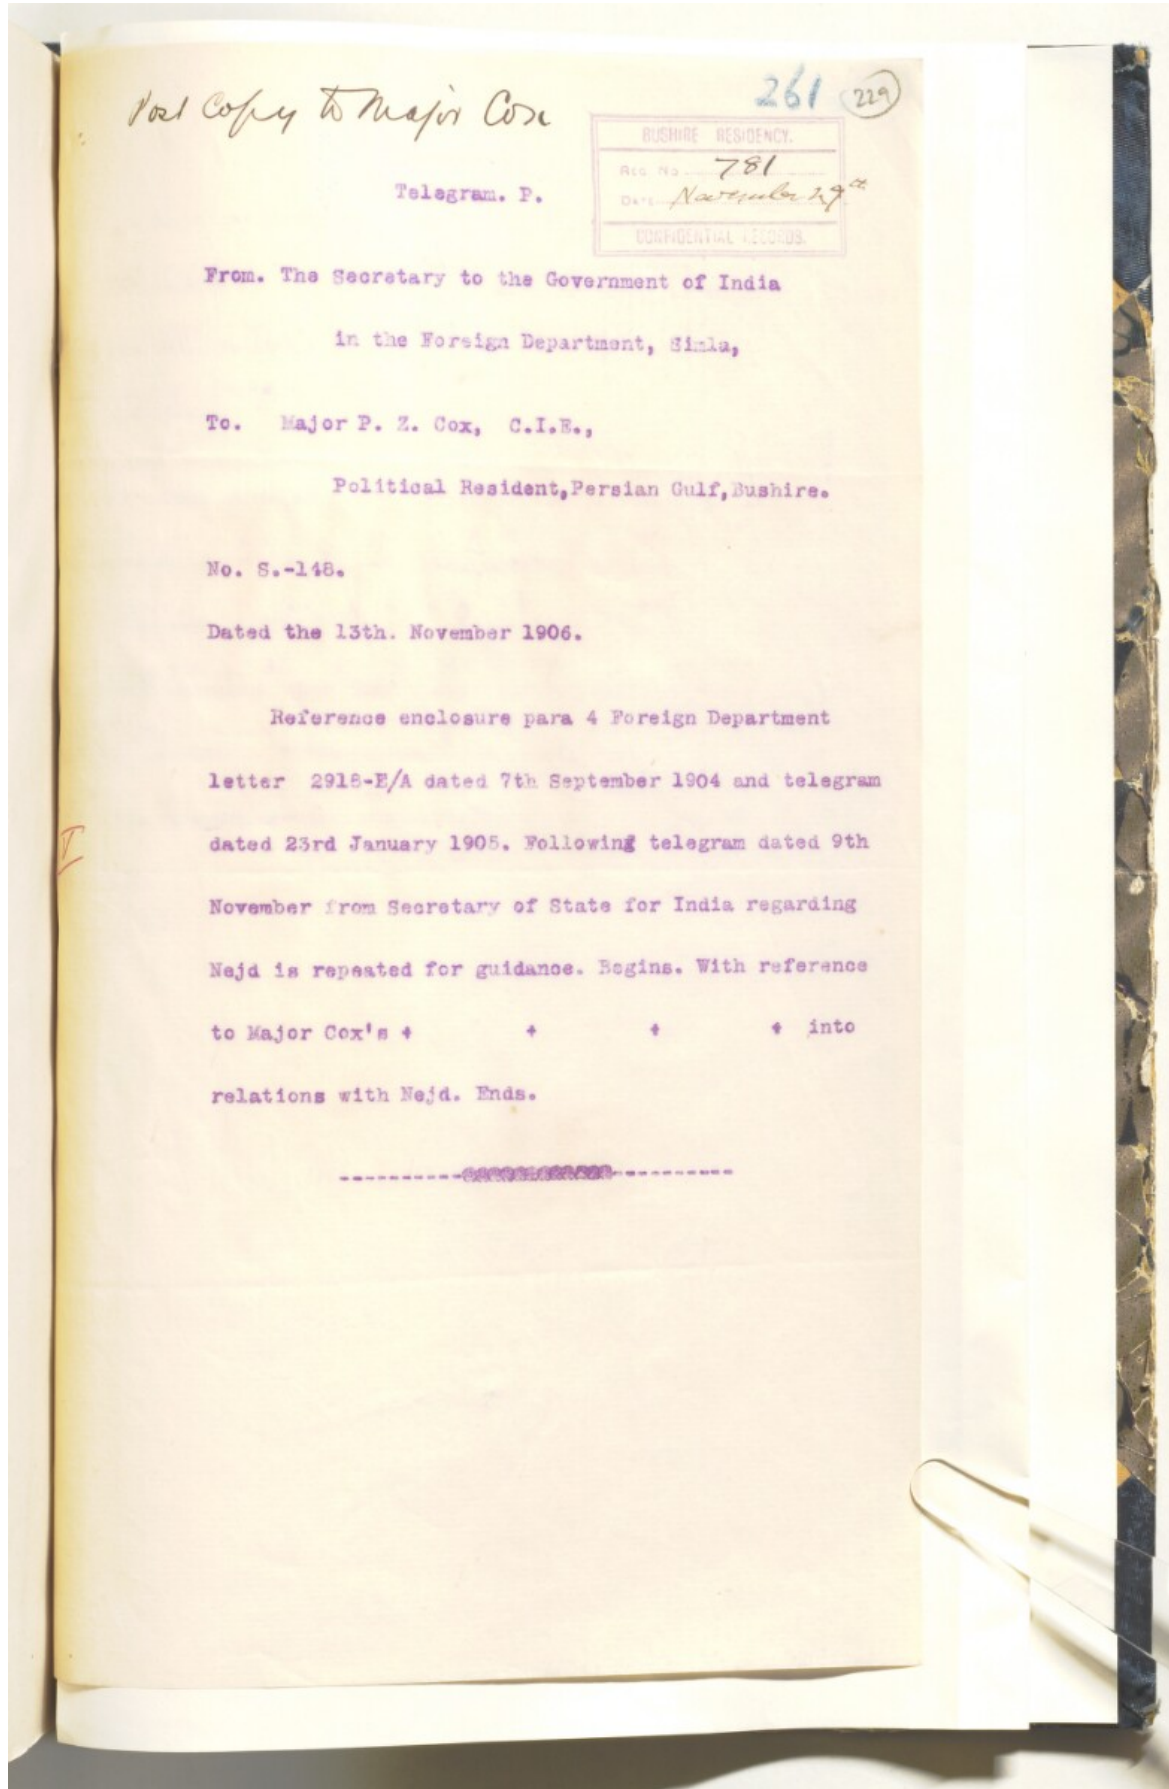 Post Copy to Major Cox
261
229
BUSHIRE RESIDENCY.
REG. No 781
DATE November 29th
CONFIDENTIAL RECORDS.
Telegram. P.
From. The Secretary to the Government of India
in the Foreign Department, Simla,
To. Major P. Z. Cox, C.I.E.,
Political Resident,Persian Gulf,Bushire.
No. S.-148.
Dated the 13th. November 1906.
Reference enclosure para 4 Foreign Department
letter 2918-E/A dated 7th September 1904 and telegram
dated 23rd January 1905. Following telegram dated 9th
November from Secretary of State for India regarding
Nejd is repeated for guidance. Begins. With reference
to Major Cox's + + + + into
relations with Nejd. Ends.